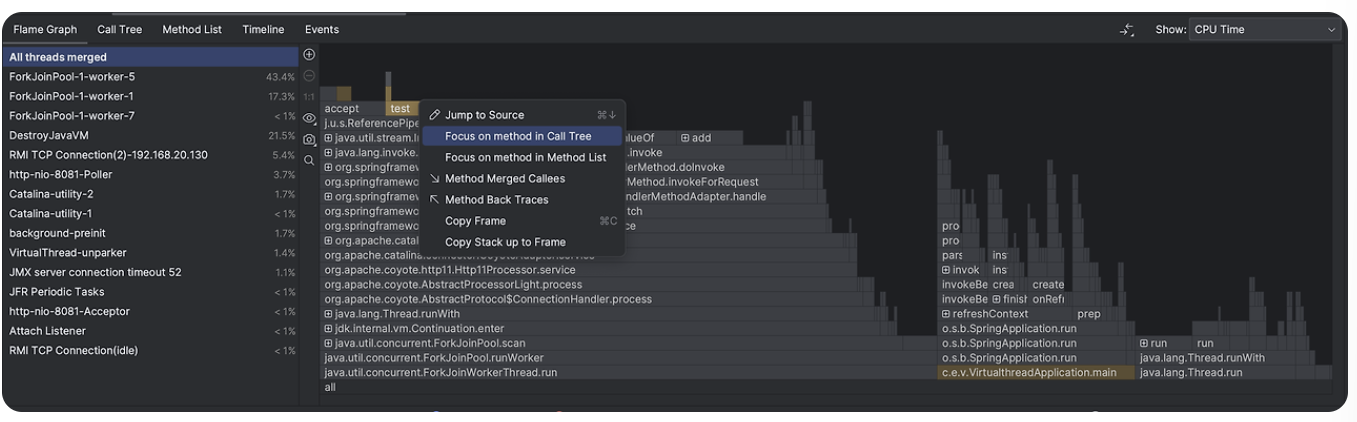 Flame Graph Call Tree Method List Timeline Events Show: CPU Time
All threads merged
ForkJoinPool-1-worker-5 43.4%
ForkJoinPool-1-worker-1 17.3%
ForkJoinPool-1-worker-7 < 1%
DestroyJavaVM 21.5%
RMI TCP Connection(2)-192.168.20.130 5.4%
http-nio-8081-Poller 3.7%
Catalina-utility-2 1.7%
Catalina-utility-1 < 1%
background-preinit 1.7%
VirtualThread-unparker 1.4%
JMX server connection timeout 52 1.1%
JFR Periodic Tasks < 1%
http-nio-8081-Acceptor < 1%
Attach Listener < 1%
RMI TCP Connection(idle) < 1%
1:1
accept test
j.u.s.ReferencePipe
java.util.stream.I
java.lang.invoke.
org.springframew
org.springframewo
org.springframew
org.springframewo
org.springframewo
org.apache.catal
Jump to Source ⌘↓
Focus on method in Call Tree
Focus on method in Method List
Method Merged Callees
Method Back Traces
Copy Frame ⌘C
Copy Stack up to Frame
lueOf add
.invoke
lerMethod.doInvoke
Method.invokeForRequest
ndlerMethodAdapter.handle
tch
ce
org.apache.catalina.connector.CoyoteAdapter.service
org.apache.coyote.http11.Http11Processor.service
org.apache.coyote.AbstractProcessorLight.process
org.apache.coyote.AbstractProtocol$ConnectionHandler.process
java.lang.Thread.runWith
jdk.internal.vm.Continuation.enter
java.util.concurrent.ForkJoinPool.scan
java.util.concurrent.ForkJoinPool.runWorker
java.util.concurrent.ForkJoinWorkerThread.run
all
pro
pro
pars ins
invok ins
invokeBe crea create
invokeBe finish onRefr
refreshContext prep
o.s.b.SpringApplication.run
o.s.b.SpringApplication.run run run
o.s.b.SpringApplication.run java.lang.Thread.runWith
c.e.v.VirtualthreadApplication.main java.lang.Thread.run